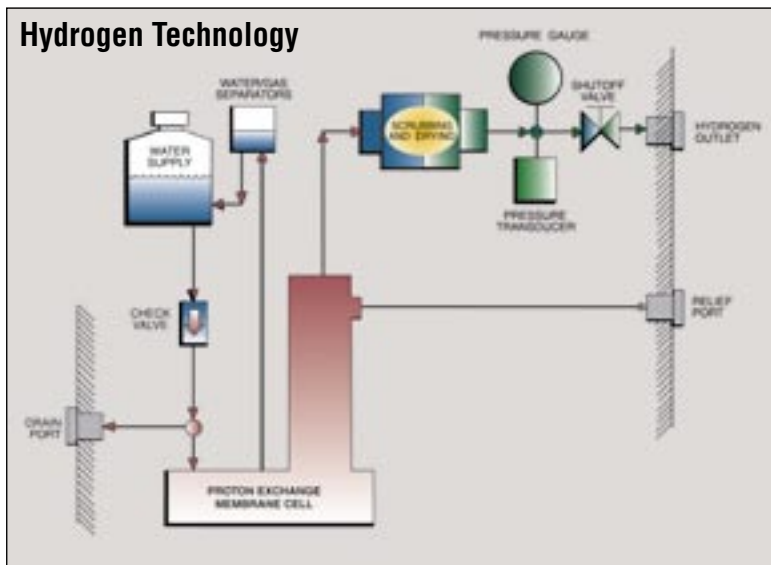 Hydrogen Technology
PRESSURE GAUGE
WATER/GAS
SEPARATORS
SHUTOFF
VALVE
WATER
SUPPLY
SCRUBBING
AND DRYING
HYDROGEN
OUTLET
PRESSURE
TRANSDUCER
CHECK
VALVE
RELIEF
PORT
DRAIN
PORT
PROTON EXCHANGE
MEMBRANE CELL